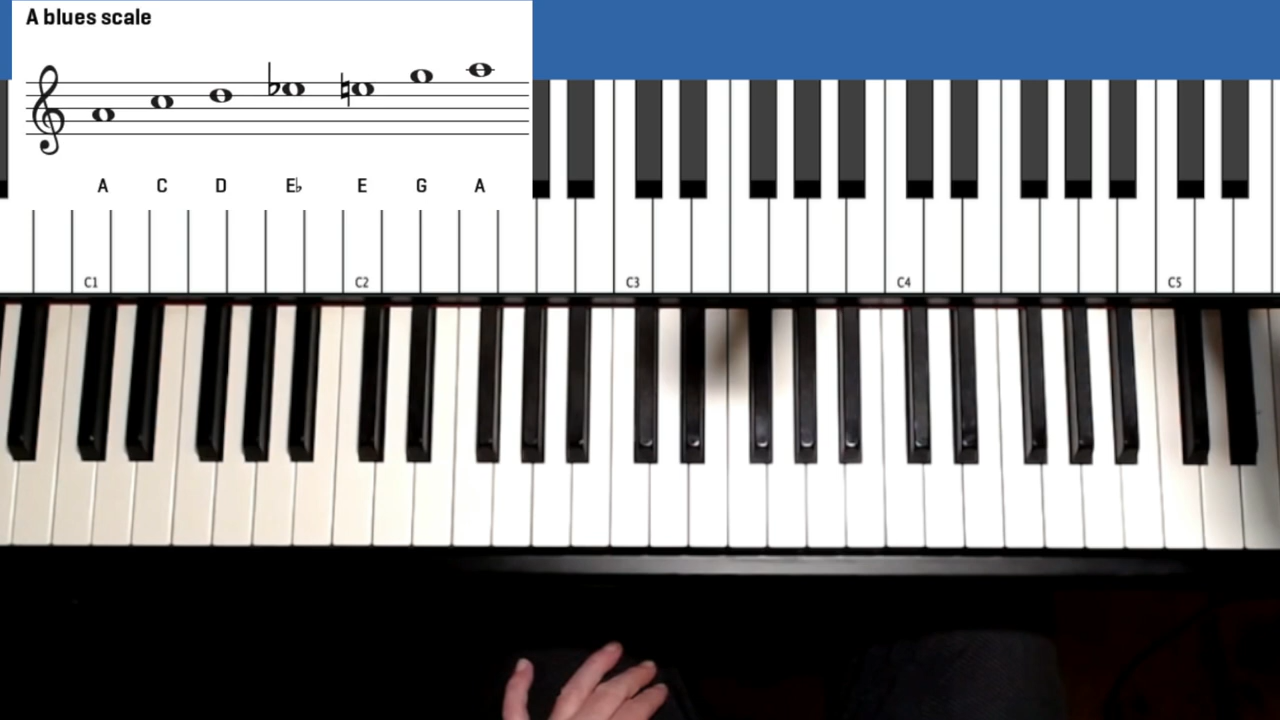 A blues scale
A C D E♭ E G A
C1 C2 C3 C4 C5